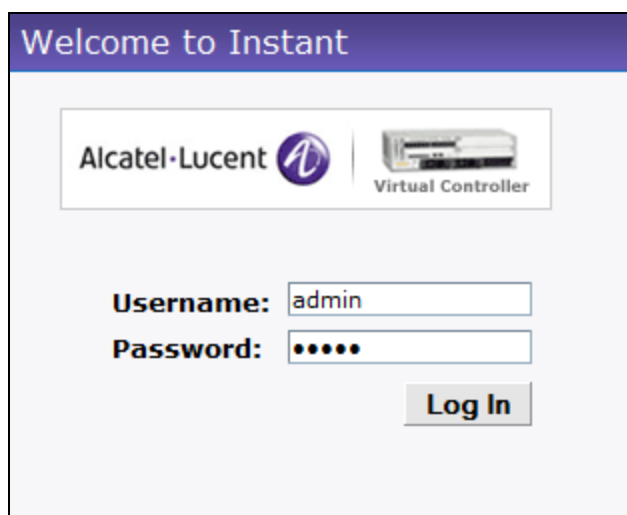 Welcome to Instant
Alcatel·Lucent
Virtual Controller
Username: admin
Password: •••••
Log In